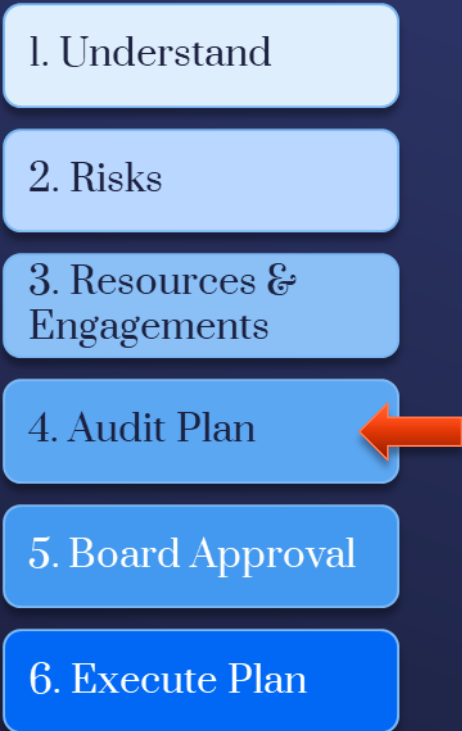 1. Understand
2. Risks
3. Resources &
Engagements
4. Audit Plan
5. Board Approval
6. Execute Plan